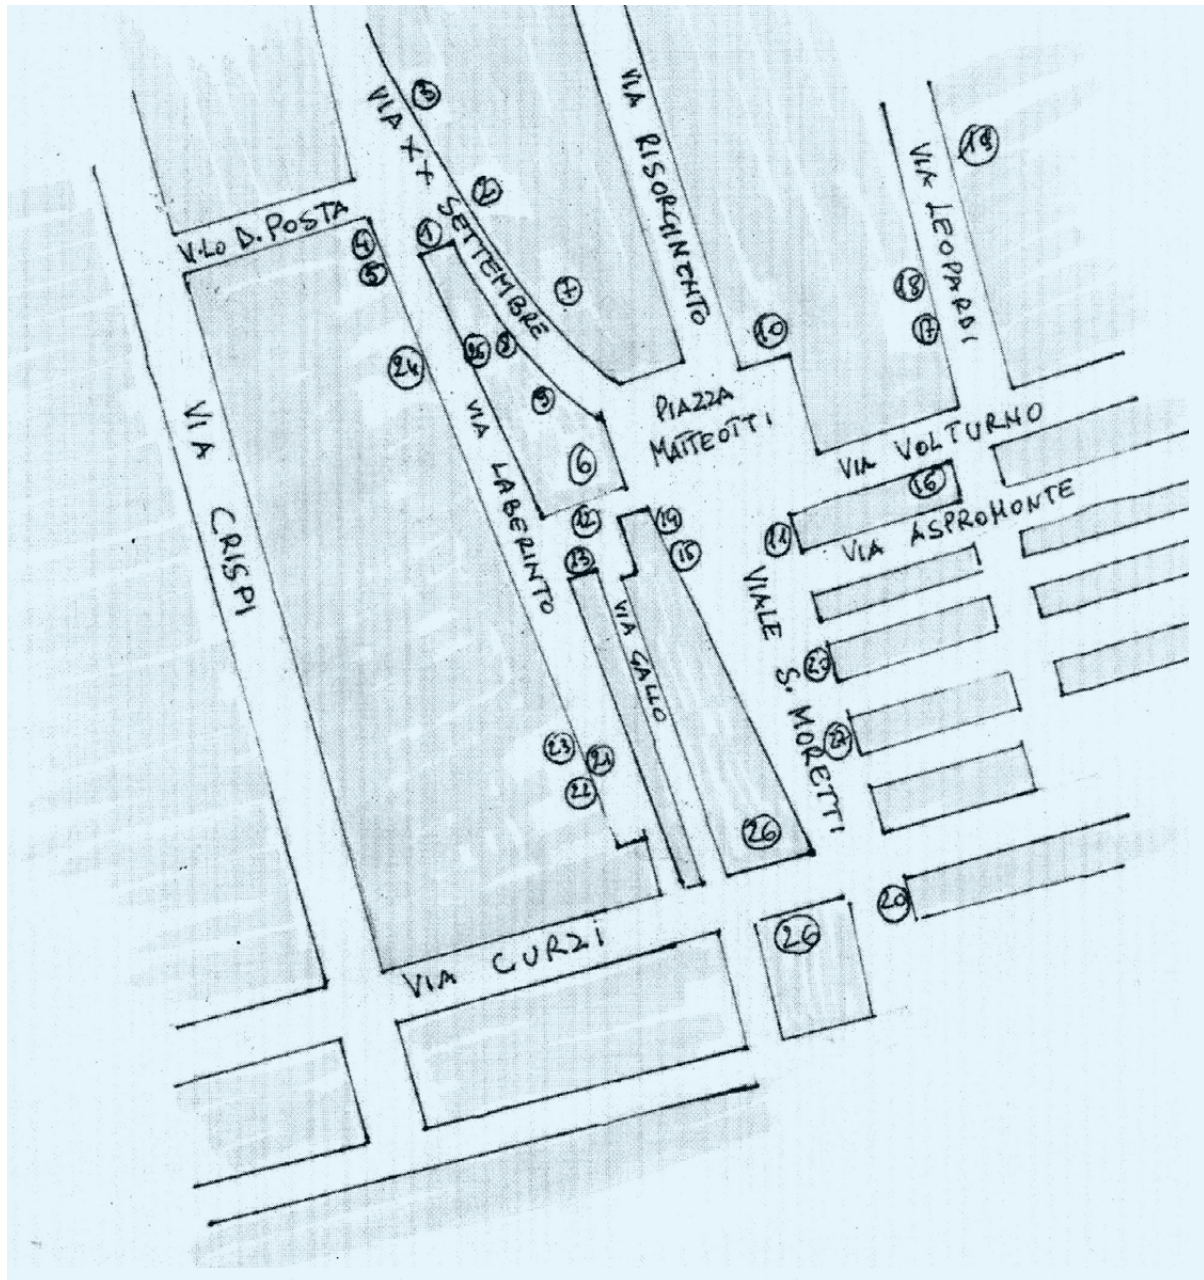 3
VIA XX SETTEMBRE
VIA RISORGIMENTO
VIA LEOPARDI
19
2
1
V.LO D. POSTA
4
5
7
18
17
10
24
25
8
9
PIAZZA
MATTEOTTI
VIA CRISPI
VIA LABERINTO
6
VIA VOLTURNO
16
VIA ASPROMONTE
12
13
14
15
11
VIA GALLO
VIALE S. MORETTI
27
23
21
22
26
20
26
VIA CURZI